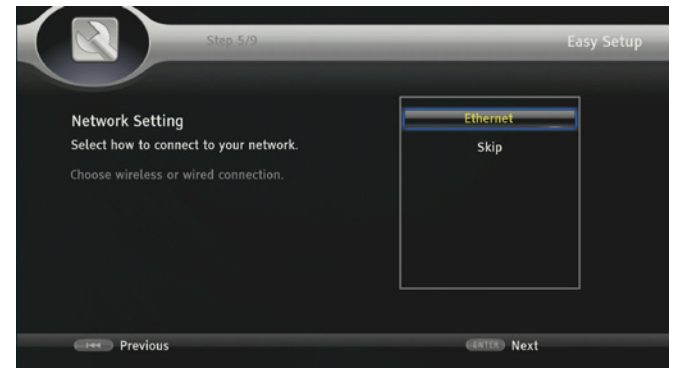 Step 5/9
Easy Setup
Network Setting
Select how to connect to your network.
Choose wireless or wired connection.
Ethernet
Skip
Previous
ENTER Next